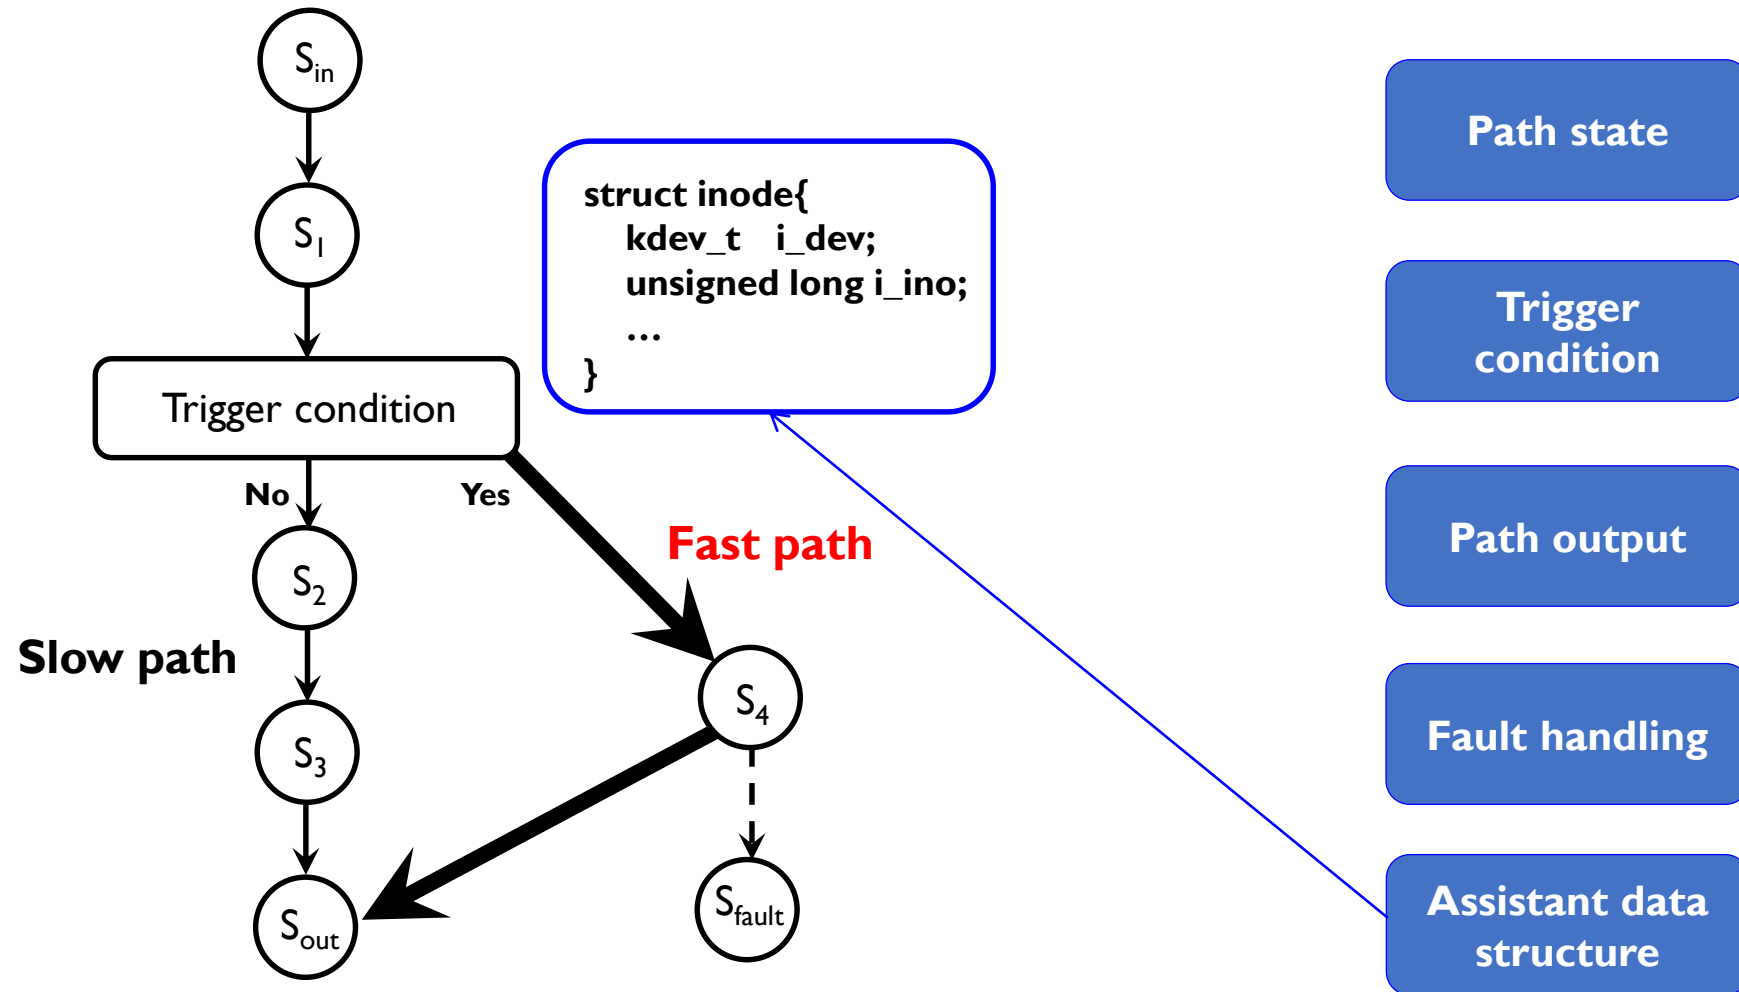 S_in
S_1
struct inode{
kdev_t i_dev;
unsigned long i_ino;
...
}
Trigger condition
No
Yes
Fast path
S_2
Slow path
S_3
S_4
S_out
S_fault
Path state
Trigger
condition
Path output
Fault handling
Assistant data
structure